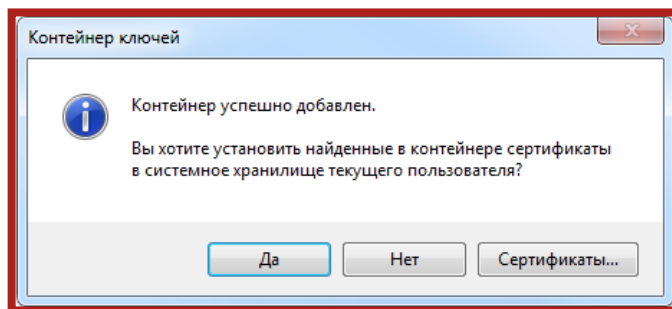 Контейнер ключей
Контейнер успешно добавлен.
Вы хотите установить найденные в контейнере сертификаты
в системное хранилище текущего пользователя?
Да
Нет
Сертификаты...